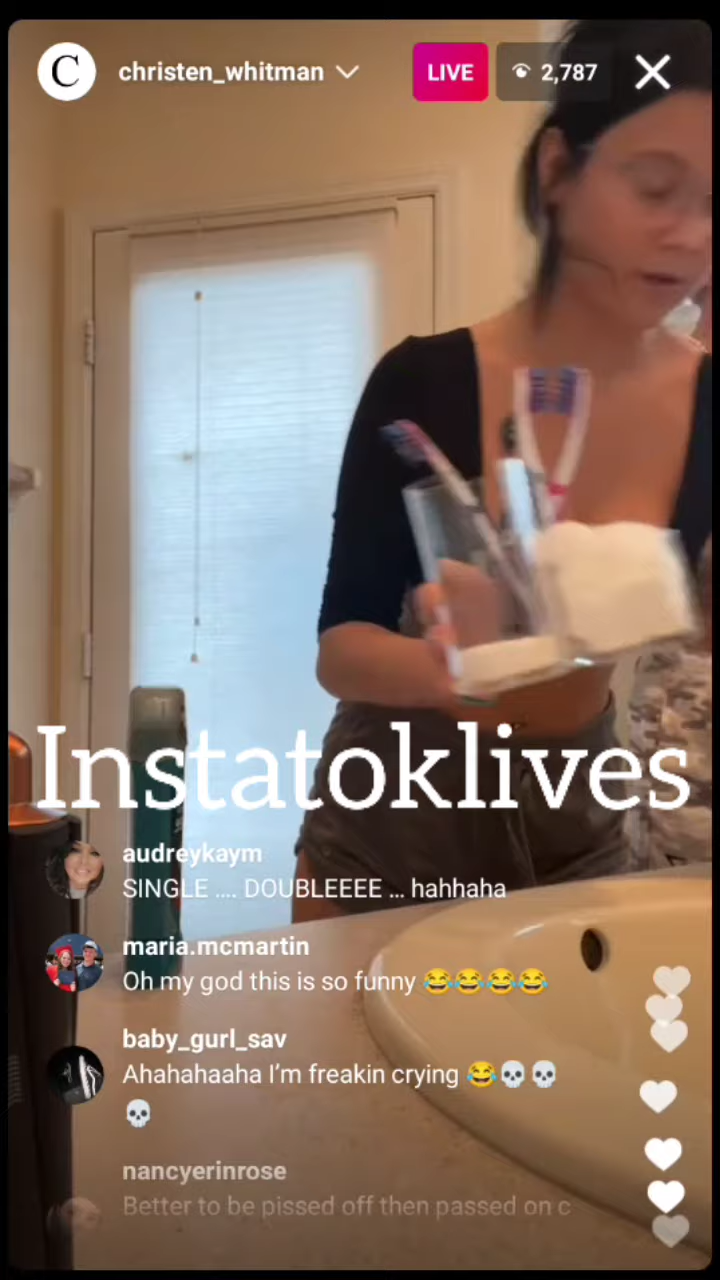 C christen_whitman LIVE 2,787
Instatoklives
audreykaym
SINGLE .... DOUBLEEEE ... hahhaha
maria.mcmartin
Oh my god this is so funny 😂😂😂😂
baby_gurl_sav
Ahahahaaha I’m freakin crying 😂💀💀
💀
nancyerinrose
Better to be pissed off then passed on c